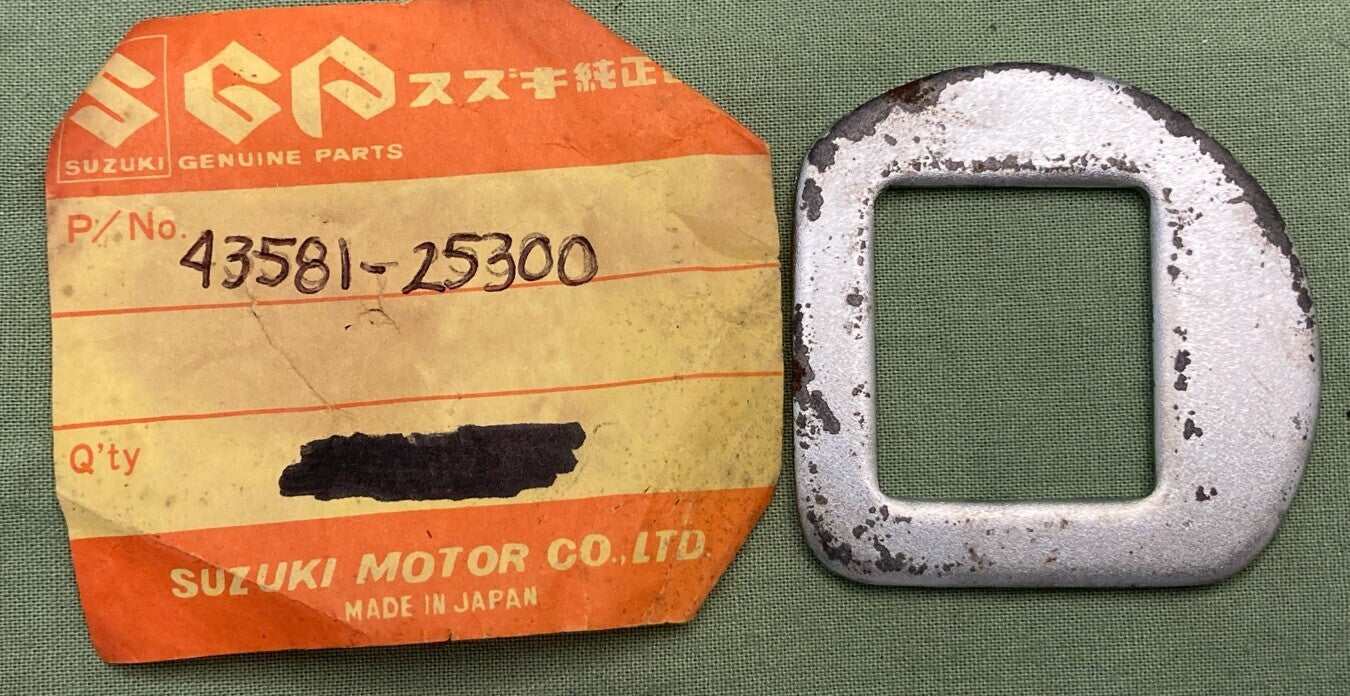 SGP スズキ純正
SUZUKI GENUINE PARTS
P/No. 43581-25300
Q'ty
SUZUKI MOTOR CO.,LTD.
MADE IN JAPAN